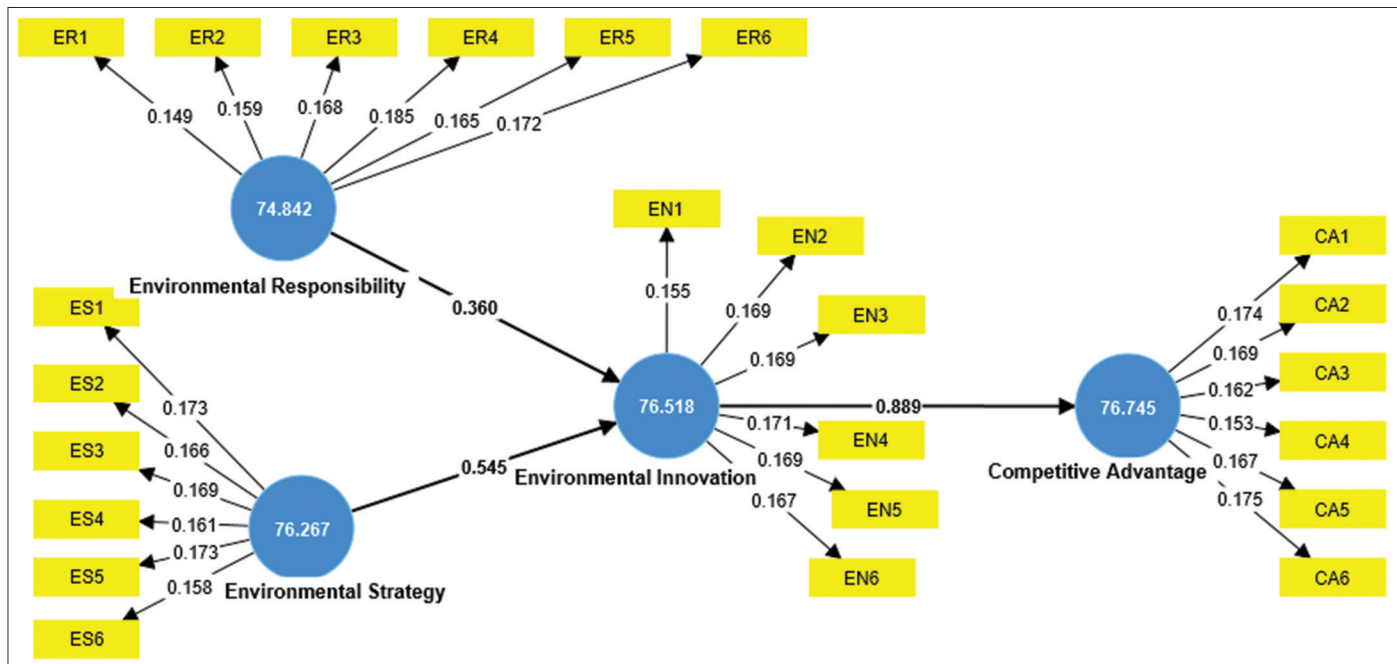 ER1 ER2 ER3 ER4 ER5 ER6
0.149 0.159 0.168 0.185 0.165 0.172
74.842
Environmental Responsibility
0.360
ES1
ES2
ES3
ES4
ES5
ES6
0.173
0.166
0.169
0.161
0.173
0.158
76.267
Environmental Strategy
0.545
EN1
EN2
EN3
EN4
EN5
EN6
0.155
0.169
0.169
0.171
0.169
0.167
76.518
Environmental Innovation
0.889
76.745
Competitive Advantage
0.174
0.169
0.162
0.153
0.167
0.175
CA1
CA2
CA3
CA4
CA5
CA6